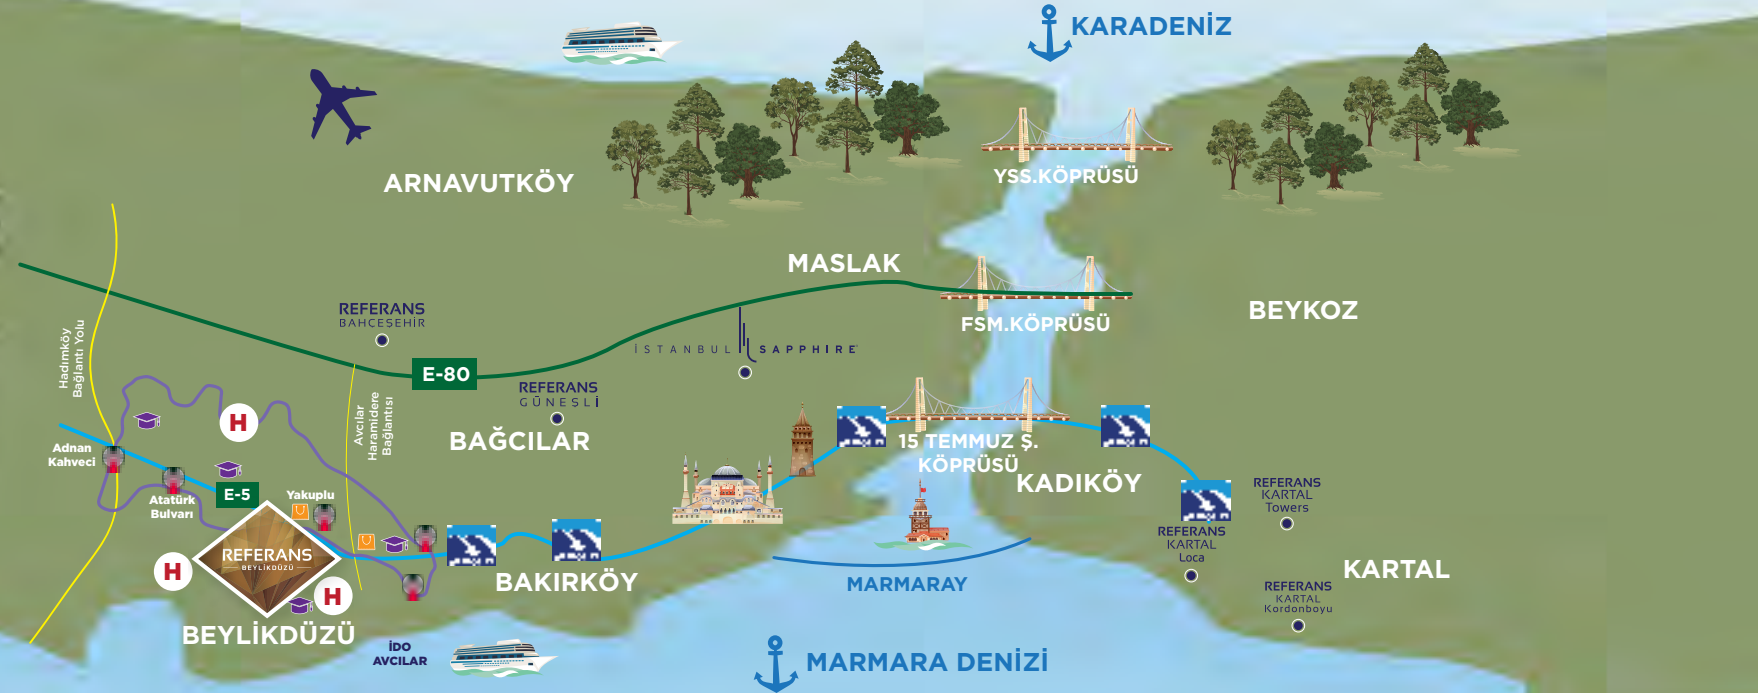 KARADENİZ
ARNAVUTKÖY
YSS.KÖPRÜSÜ
MASLAK
BEYKOZ
FSM.KÖPRÜSÜ
REFERANS
BAHÇEŞEHİR
Hadımköy
Bağlantı Yolu
İSTANBUL SAPPHIRE
E-80
REFERANS
GÜNEŞLİ
Avcılar
Haramidere
Bağlantısı
H
BAĞCILAR
15 TEMMUZ Ş.
KÖPRÜSÜ
Adnan
Kahveci
KADIKÖY
REFERANS
KARTAL
Towers
E-5
Atatürk
Bulvarı
Yakuplu
REFERANS
BEYLİKDÜZÜ
REFERANS
KARTAL
Loca
H
H
BAKIRKÖY
MARMARAY
KARTAL
REFERANS
KARTAL
Kordonboyu
BEYLİKDÜZÜ
İDO
AVCILAR
MARMARA DENİZİ